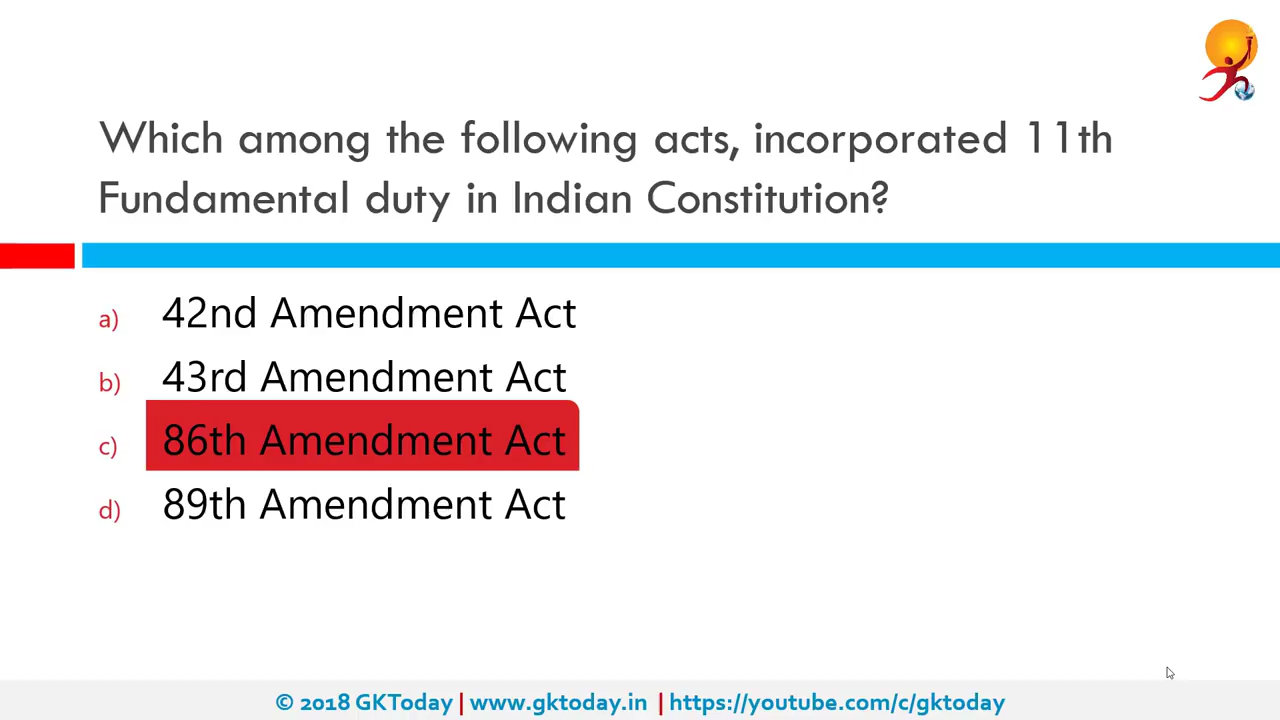 Which among the following acts, incorporated 11th
Fundamental duty in Indian Constitution?
a) 42nd Amendment Act
b) 43rd Amendment Act
c) 86th Amendment Act
d) 89th Amendment Act
© 2018 GKToday | www.gktoday.in | https://youtube.com/c/gktoday